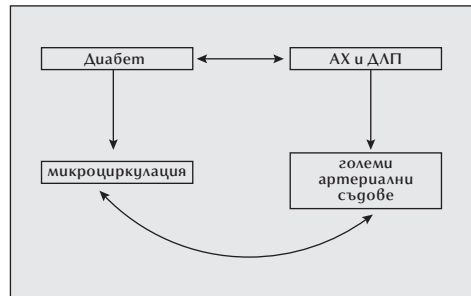 Диабет
АХ и ДЛП
микроциркулация
големи
артериални
съдове